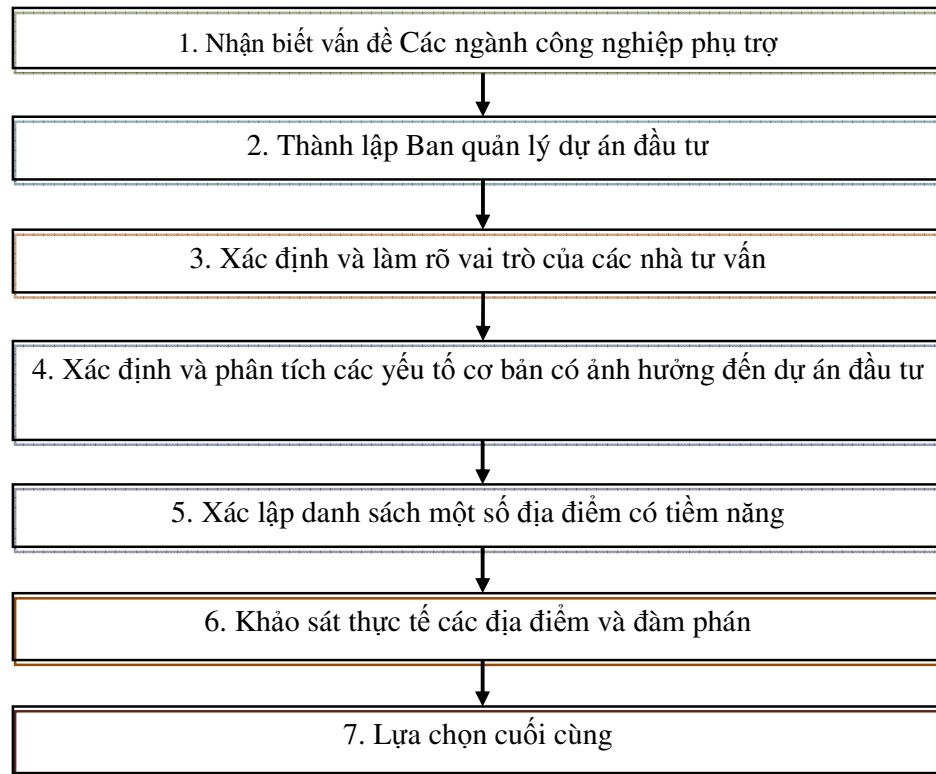 1. Nhận biết vấn đề Các ngành công nghiệp phụ trợ
2. Thành lập Ban quản lý dự án đầu tư
3. Xác định và làm rõ vai trò của các nhà tư vấn
4. Xác định và phân tích các yếu tố cơ bản có ảnh hưởng đến dự án đầu tư
5. Xác lập danh sách một số địa điểm có tiềm năng
6. Khảo sát thực tế các địa điểm và đàm phán
7. Lựa chọn cuối cùng